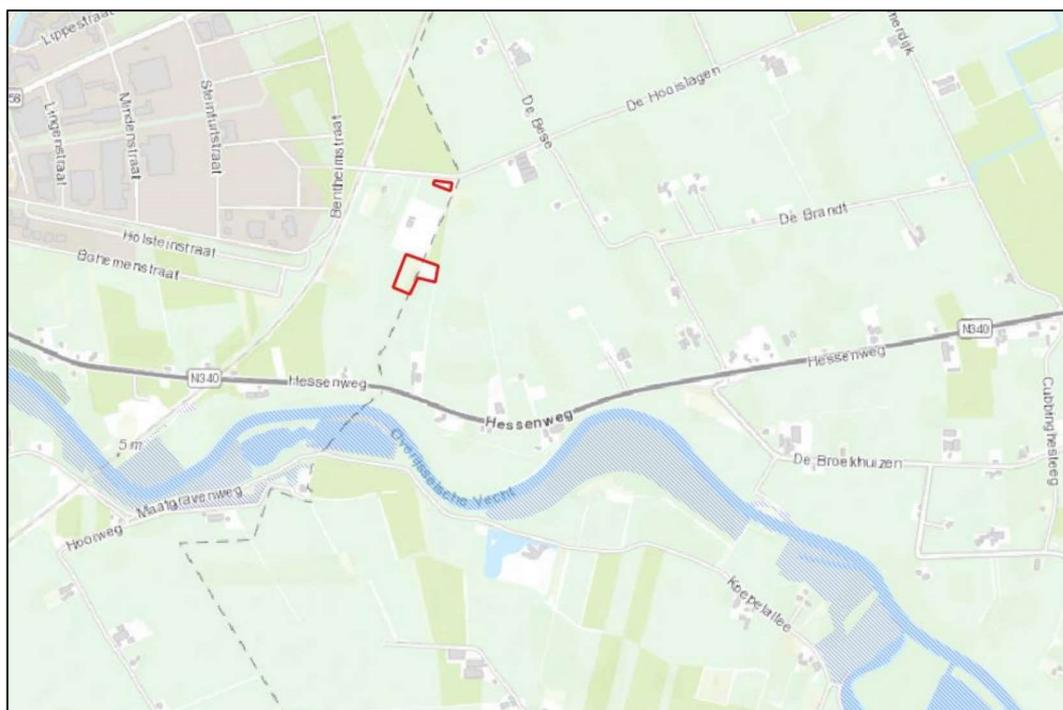 Lippestraat
58
Lingenstraat
Mindenstraat
Steinfurtstraat
Bentheimstraat
De Bese
De Hooislagen
merdijk
De Brandt
Holsteinstraat
Bohemenstraat
N340
Hessenweg
Hessenweg
Hessenweg
N340
5 m
Overijsselsche Vecht
Maatgravenweg
Hoorweg
De Broekhuizen
Cubbinghesteeg
Koepelallee